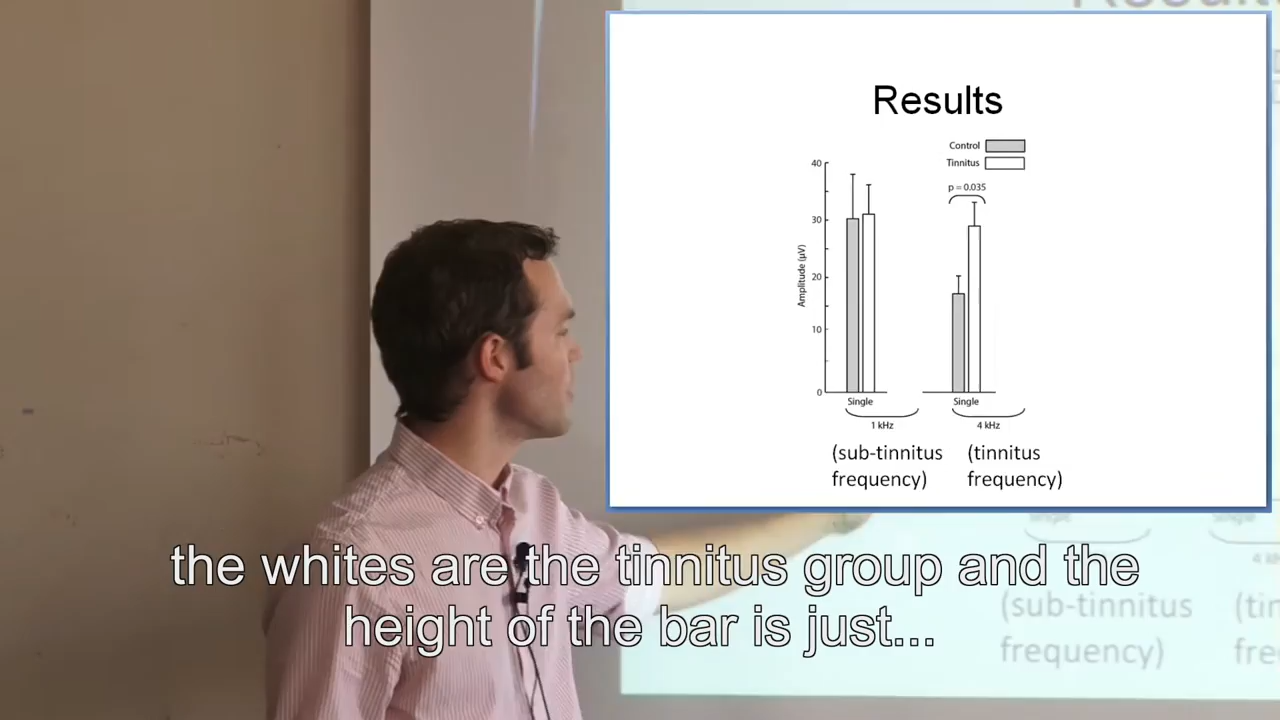 Results
Control
Tinnitus
p = 0.035
40
30
20
10
0
Amplitude (µV)
Single
Single
1 kHz
4 kHz
(sub-tinnitus
frequency)
(tinnitus
frequency)
the whites are the tinnitus group and the
height of the bar is just...
(sub-tinnitus
frequency)